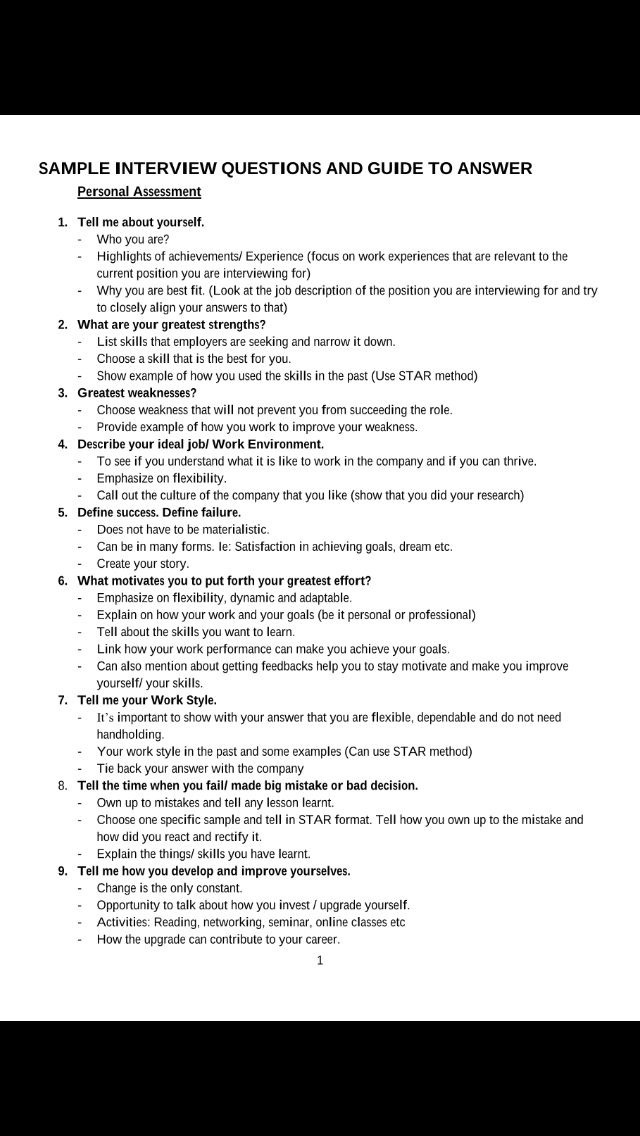 SAMPLE INTERVIEW QUESTIONS AND GUIDE TO ANSWER
Personal Assessment
1. Tell me about yourself.
- Who you are?
- Highlights of achievements/ Experience (focus on work experiences that are relevant to the
current position you are interviewing for)
- Why you are best fit. (Look at the job description of the position you are interviewing for and try
to closely align your answers to that)
2. What are your greatest strengths?
- List skills that employers are seeking and narrow it down.
- Choose a skill that is the best for you.
- Show example of how you used the skills in the past (Use STAR method)
3. Greatest weaknesses?
- Choose weakness that will not prevent you from succeeding the role.
- Provide example of how you work to improve your weakness.
4. Describe your ideal job/ Work Environment.
- To see if you understand what it is like to work in the company and if you can thrive.
- Emphasize on flexibility.
- Call out the culture of the company that you like (show that you did your research)
5. Define success. Define failure.
- Does not have to be materialistic.
- Can be in many forms. Ie: Satisfaction in achieving goals, dream etc.
- Create your story.
6. What motivates you to put forth your greatest effort?
- Emphasize on flexibility, dynamic and adaptable.
- Explain on how your work and your goals (be it personal or professional)
- Tell about the skills you want to learn.
- Link how your work performance can make you achieve your goals.
- Can also mention about getting feedbacks help you to stay motivate and make you improve
yourself/ your skills.
7. Tell me your Work Style.
- It's important to show with your answer that you are flexible, dependable and do not need
handholding.
- Your work style in the past and some examples (Can use STAR method)
- Tie back your answer with the company
8. Tell the time when you fail/ made big mistake or bad decision.
- Own up to mistakes and tell any lesson learnt.
- Choose one specific sample and tell in STAR format. Tell how you own up to the mistake and
how did you react and rectify it.
- Explain the things/ skills you have learnt.
9. Tell me how you develop and improve yourselves.
- Change is the only constant.
- Opportunity to talk about how you invest / upgrade yourself.
- Activities: Reading, networking, seminar, online classes etc
- How the upgrade can contribute to your career.
1